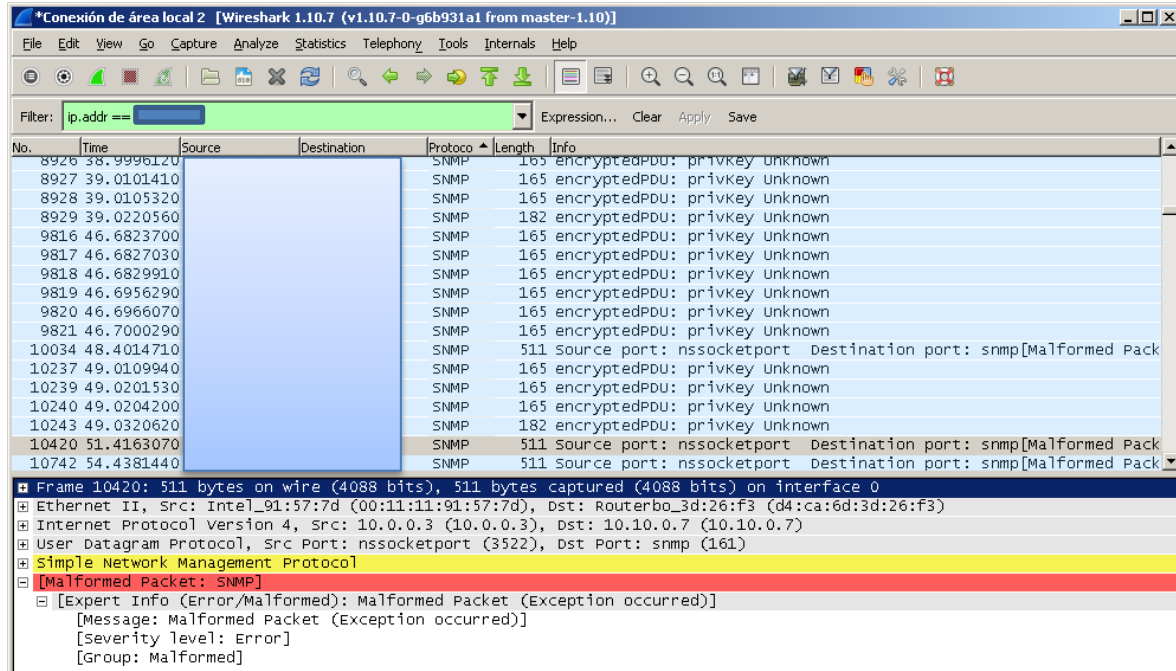 *Conexión de área local 2 [Wireshark 1.10.7 (v1.10.7-0-g6b931a1 from master-1.10)]
File Edit View Go Capture Analyze Statistics Telephony Tools Internals Help
Filter: ip.addr == Expression... Clear Apply Save
No. Time Source Destination Protoco Length Info
8926 38.9996120 SNMP 165 encryptedPDU: privKey Unknown
8927 39.0101410 SNMP 165 encryptedPDU: privKey Unknown
8928 39.0105320 SNMP 165 encryptedPDU: privKey Unknown
8929 39.0220560 SNMP 182 encryptedPDU: privKey Unknown
9816 46.6823700 SNMP 165 encryptedPDU: privKey Unknown
9817 46.6827030 SNMP 165 encryptedPDU: privKey Unknown
9818 46.6829910 SNMP 165 encryptedPDU: privKey Unknown
9819 46.6956290 SNMP 165 encryptedPDU: privKey Unknown
9820 46.6966070 SNMP 165 encryptedPDU: privKey Unknown
9821 46.7000290 SNMP 165 encryptedPDU: privKey Unknown
10034 48.4014710 SNMP 511 Source port: nssocketport Destination port: snmp[Malformed Pack
10237 49.0109940 SNMP 165 encryptedPDU: privKey Unknown
10239 49.0201530 SNMP 165 encryptedPDU: privKey Unknown
10240 49.0204200 SNMP 165 encryptedPDU: privKey Unknown
10243 49.0320620 SNMP 182 encryptedPDU: privKey Unknown
10420 51.4163070 SNMP 511 Source port: nssocketport Destination port: snmp[Malformed Pack
10742 54.4381440 SNMP 511 Source port: nssocketport Destination port: snmp[Malformed Pack
Frame 10420: 511 bytes on wire (4088 bits), 511 bytes captured (4088 bits) on interface 0
Ethernet II, Src: Intel_91:57:7d (00:11:11:91:57:7d), Dst: Routerbo_3d:26:f3 (d4:ca:6d:3d:26:f3)
Internet Protocol Version 4, Src: 10.0.0.3 (10.0.0.3), Dst: 10.10.0.7 (10.10.0.7)
User Datagram Protocol, Src Port: nssocketport (3522), Dst Port: snmp (161)
Simple Network Management Protocol
[Malformed Packet: SNMP]
[Expert Info (Error/Malformed): Malformed Packet (Exception occurred)]
[Message: Malformed Packet (Exception occurred)]
[Severity level: Error]
[Group: Malformed]